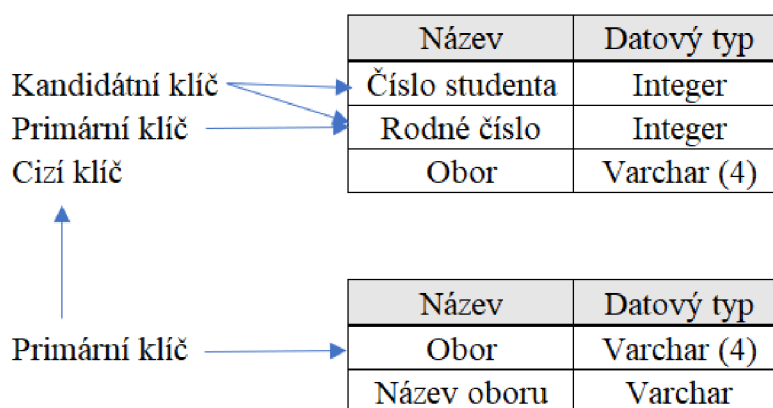 Název Datový typ
Kandidátní klíč Číslo studenta Integer
Primární klíč Rodné číslo Integer
Cizí klíč Obor Varchar (4)
Název Datový typ
Primární klíč Obor Varchar (4)
Název oboru Varchar